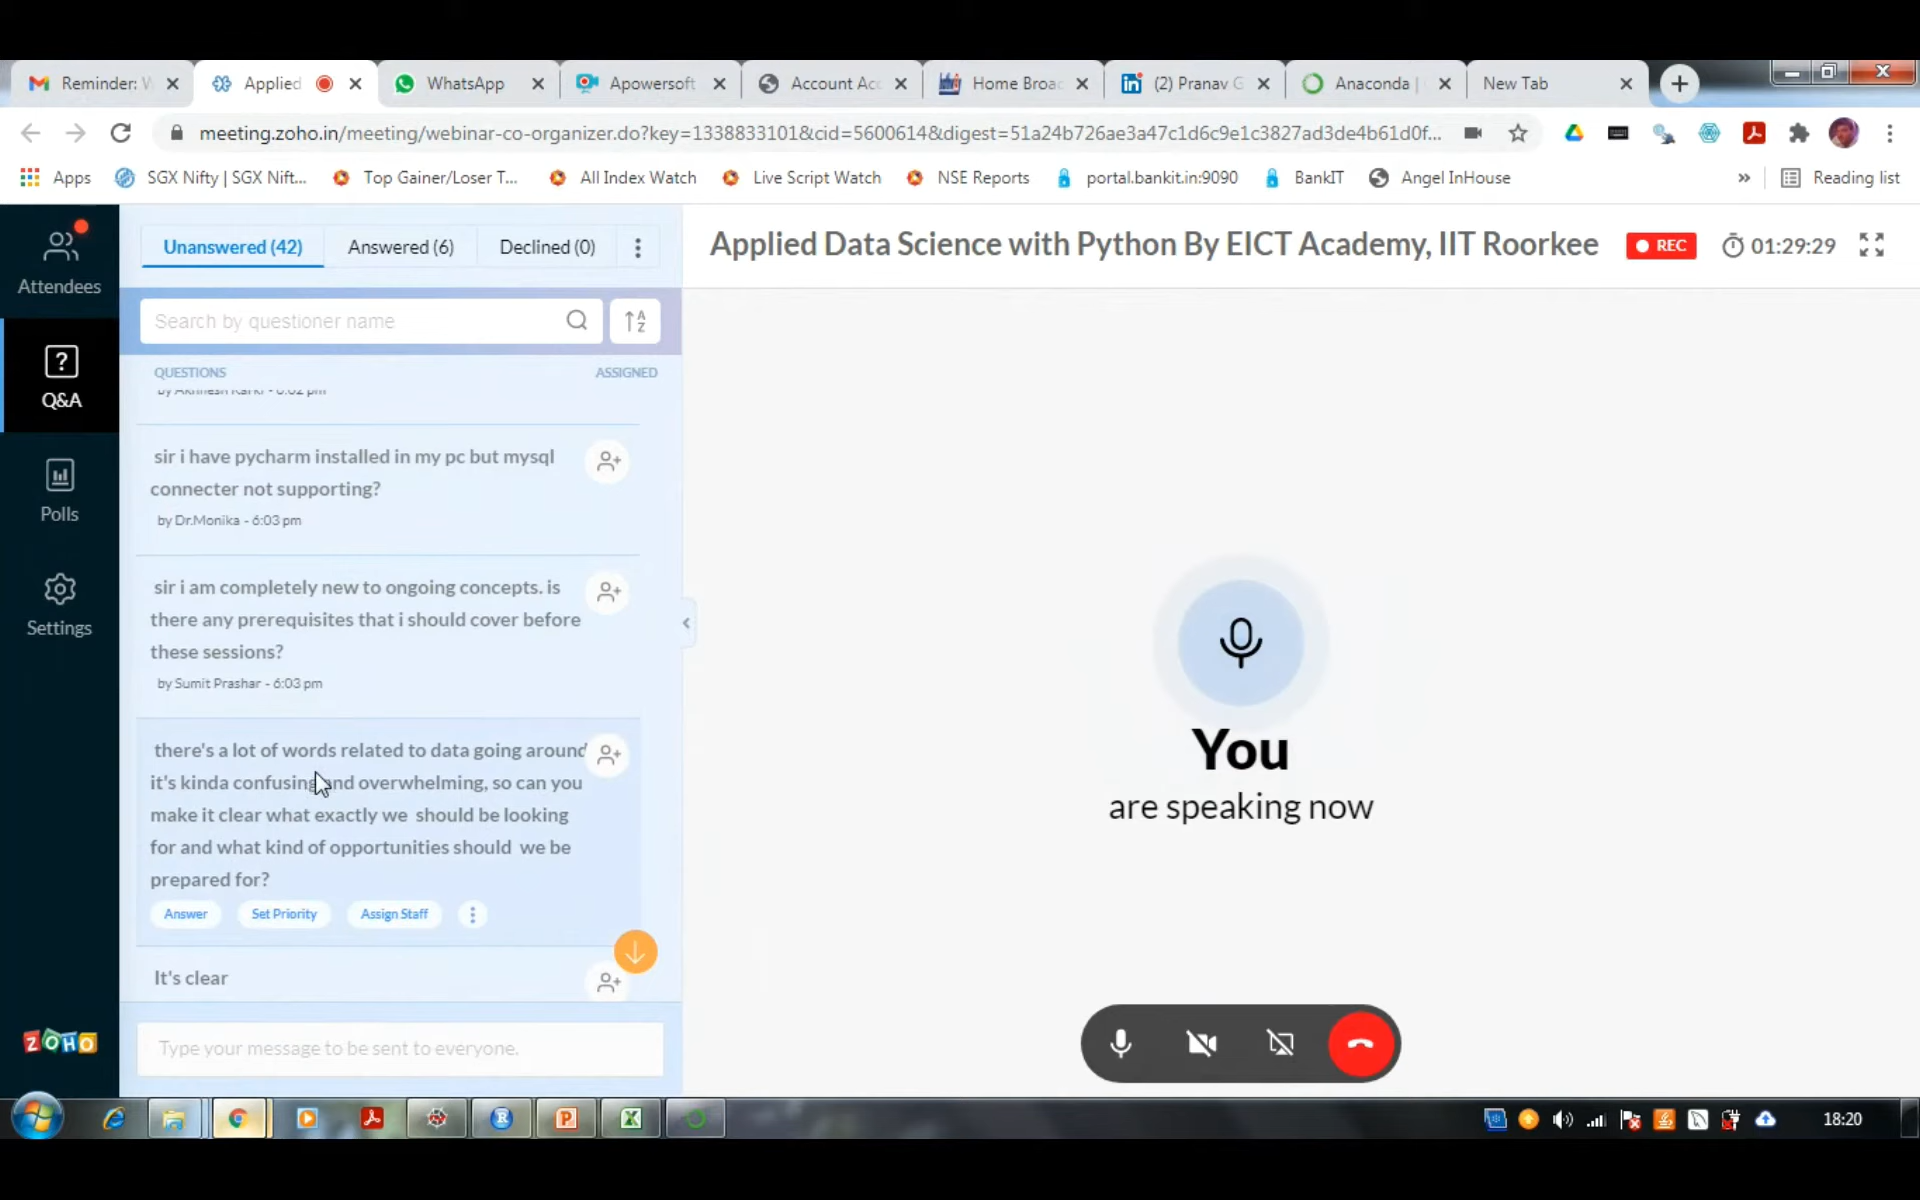 Reminder: W
Applied
WhatsApp
Apowersoft
Account Acc
Home Broad
(2) Pranav G
Anaconda |
New Tab
meeting.zoho.in/meeting/webinar-co-organizer.do?key=1338833101&cid=5600614&digest=51a24b726ae3a47c1d6c9e1c3827ad3de4b61d0f...
Apps
SGX Nifty | SGX Nift...
Top Gainer/Loser T...
All Index Watch
Live Script Watch
NSE Reports
portal.bankit.in:9090
BankIT
Angel InHouse
»
Reading list
Attendees
Q&A
Polls
Settings
ZOHO
Unanswered (42)
Answered (6)
Declined (0)
Search by questioner name
QUESTIONS
ASSIGNED
sir i have pycharm installed in my pc but mysql
connecter not supporting?
by Dr.Monika - 6:03 pm
sir i am completely new to ongoing concepts. is
there any prerequisites that i should cover before
these sessions?
by Sumit Prashar - 6:03 pm
there's a lot of words related to data going around
it's kinda confusing and overwhelming, so can you
make it clear what exactly we should be looking
for and what kind of opportunities should we be
prepared for?
Answer
Set Priority
Assign Staff
It's clear
Type your message to be sent to everyone.
Applied Data Science with Python By EICT Academy, IIT Roorkee
REC
01:29:29
You
are speaking now
18:20